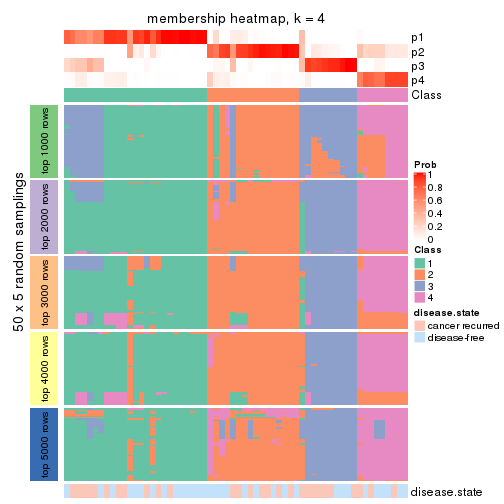 membership heatmap, k = 4
p1
p2
p3
p4
Class
50 x 5 random samplings
top 1000 rows
top 2000 rows
top 3000 rows
top 4000 rows
top 5000 rows
Prob
1
0.8
0.6
0.4
0.2
0
Class
1
2
3
4
disease.state
cancer recurred
disease-free
disease.state